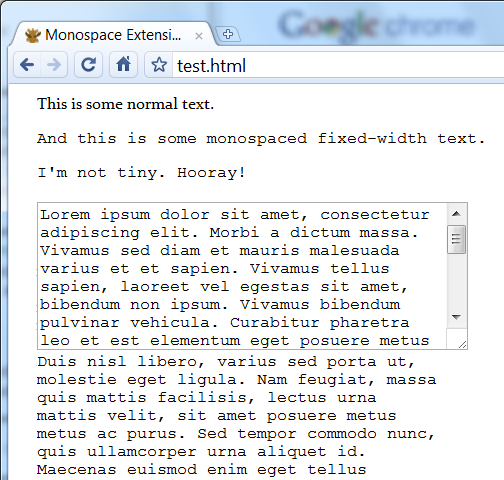 Google chrome
Monospace Extensi...
test.html
This is some normal text.
And this is some monospaced fixed-width text.
I'm not tiny. Hooray!
Lorem ipsum dolor sit amet, consectetur
adipiscing elit. Morbi a dictum massa.
Vivamus sed diam et mauris malesuada
varius et et sapien. Vivamus tellus
sapien, laoreet vel egestas sit amet,
bibendum non ipsum. Vivamus bibendum
pulvinar vehicula. Curabitur pharetra
leo et est elementum eget posuere metus
Duis nisl libero, varius sed porta ut,
molestie eget ligula. Nam feugiat, massa
quis mattis facilisis, lectus urna
mattis velit, sit amet posuere metus
metus ac purus. Sed tempor commodo nunc,
quis ullamcorper urna aliquet id.
Maecenas euismod enim eget tellus